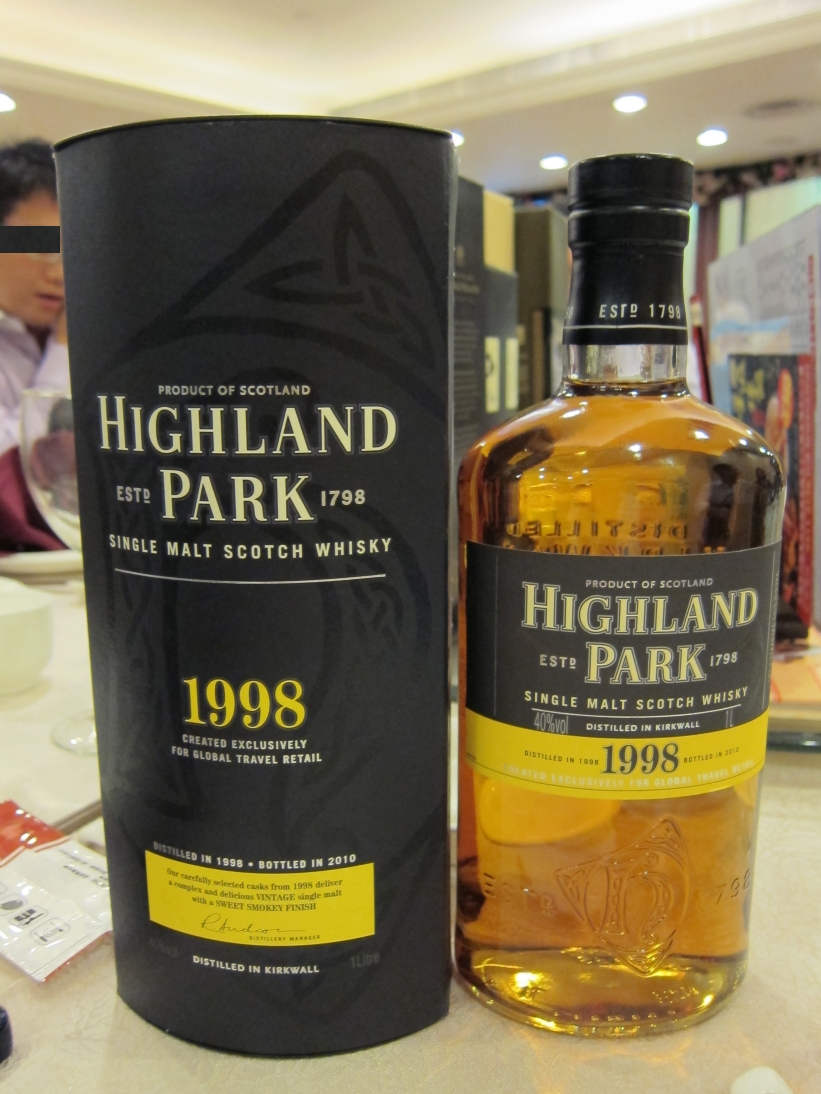 PRODUCT OF SCOTLAND
HIGHLAND
ESTD PARK 1798
SINGLE MALT SCOTCH WHISKY
1998
CREATED EXCLUSIVELY
FOR GLOBAL TRAVEL RETAIL
DISTILLED IN 1998 • BOTTLED IN 2010
Our carefully selected casks from 1998 deliver
a complex and delicious VINTAGE single malt
with a SWEET SMOKEY FINISH
DISTILLERY MANAGER
DISTILLED IN KIRKWALL
1Litre
ESTD 1798
DISTILLED
PRODUCT OF SCOTLAND
HIGHLAND
ESTD PARK 1798
SINGLE MALT SCOTCH WHISKY
40%vol DISTILLED IN KIRKWALL 1L
DISTILLED IN 1998 1998 BOTTLED IN 2010
CREATED EXCLUSIVELY FOR GLOBAL TRAVEL RETAIL
ESTD 1798